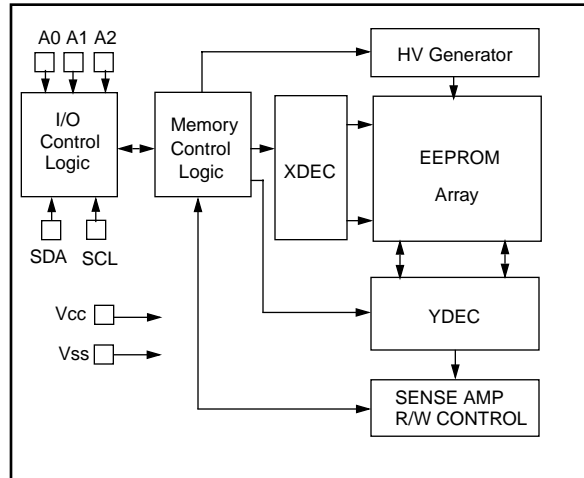 A0 A1 A2
HV Generator
I/O
Control
Logic
Memory
Control
Logic
XDEC
EEPROM
Array
SDA SCL
Vcc
YDEC
Vss
SENSE AMP
R/W CONTROL